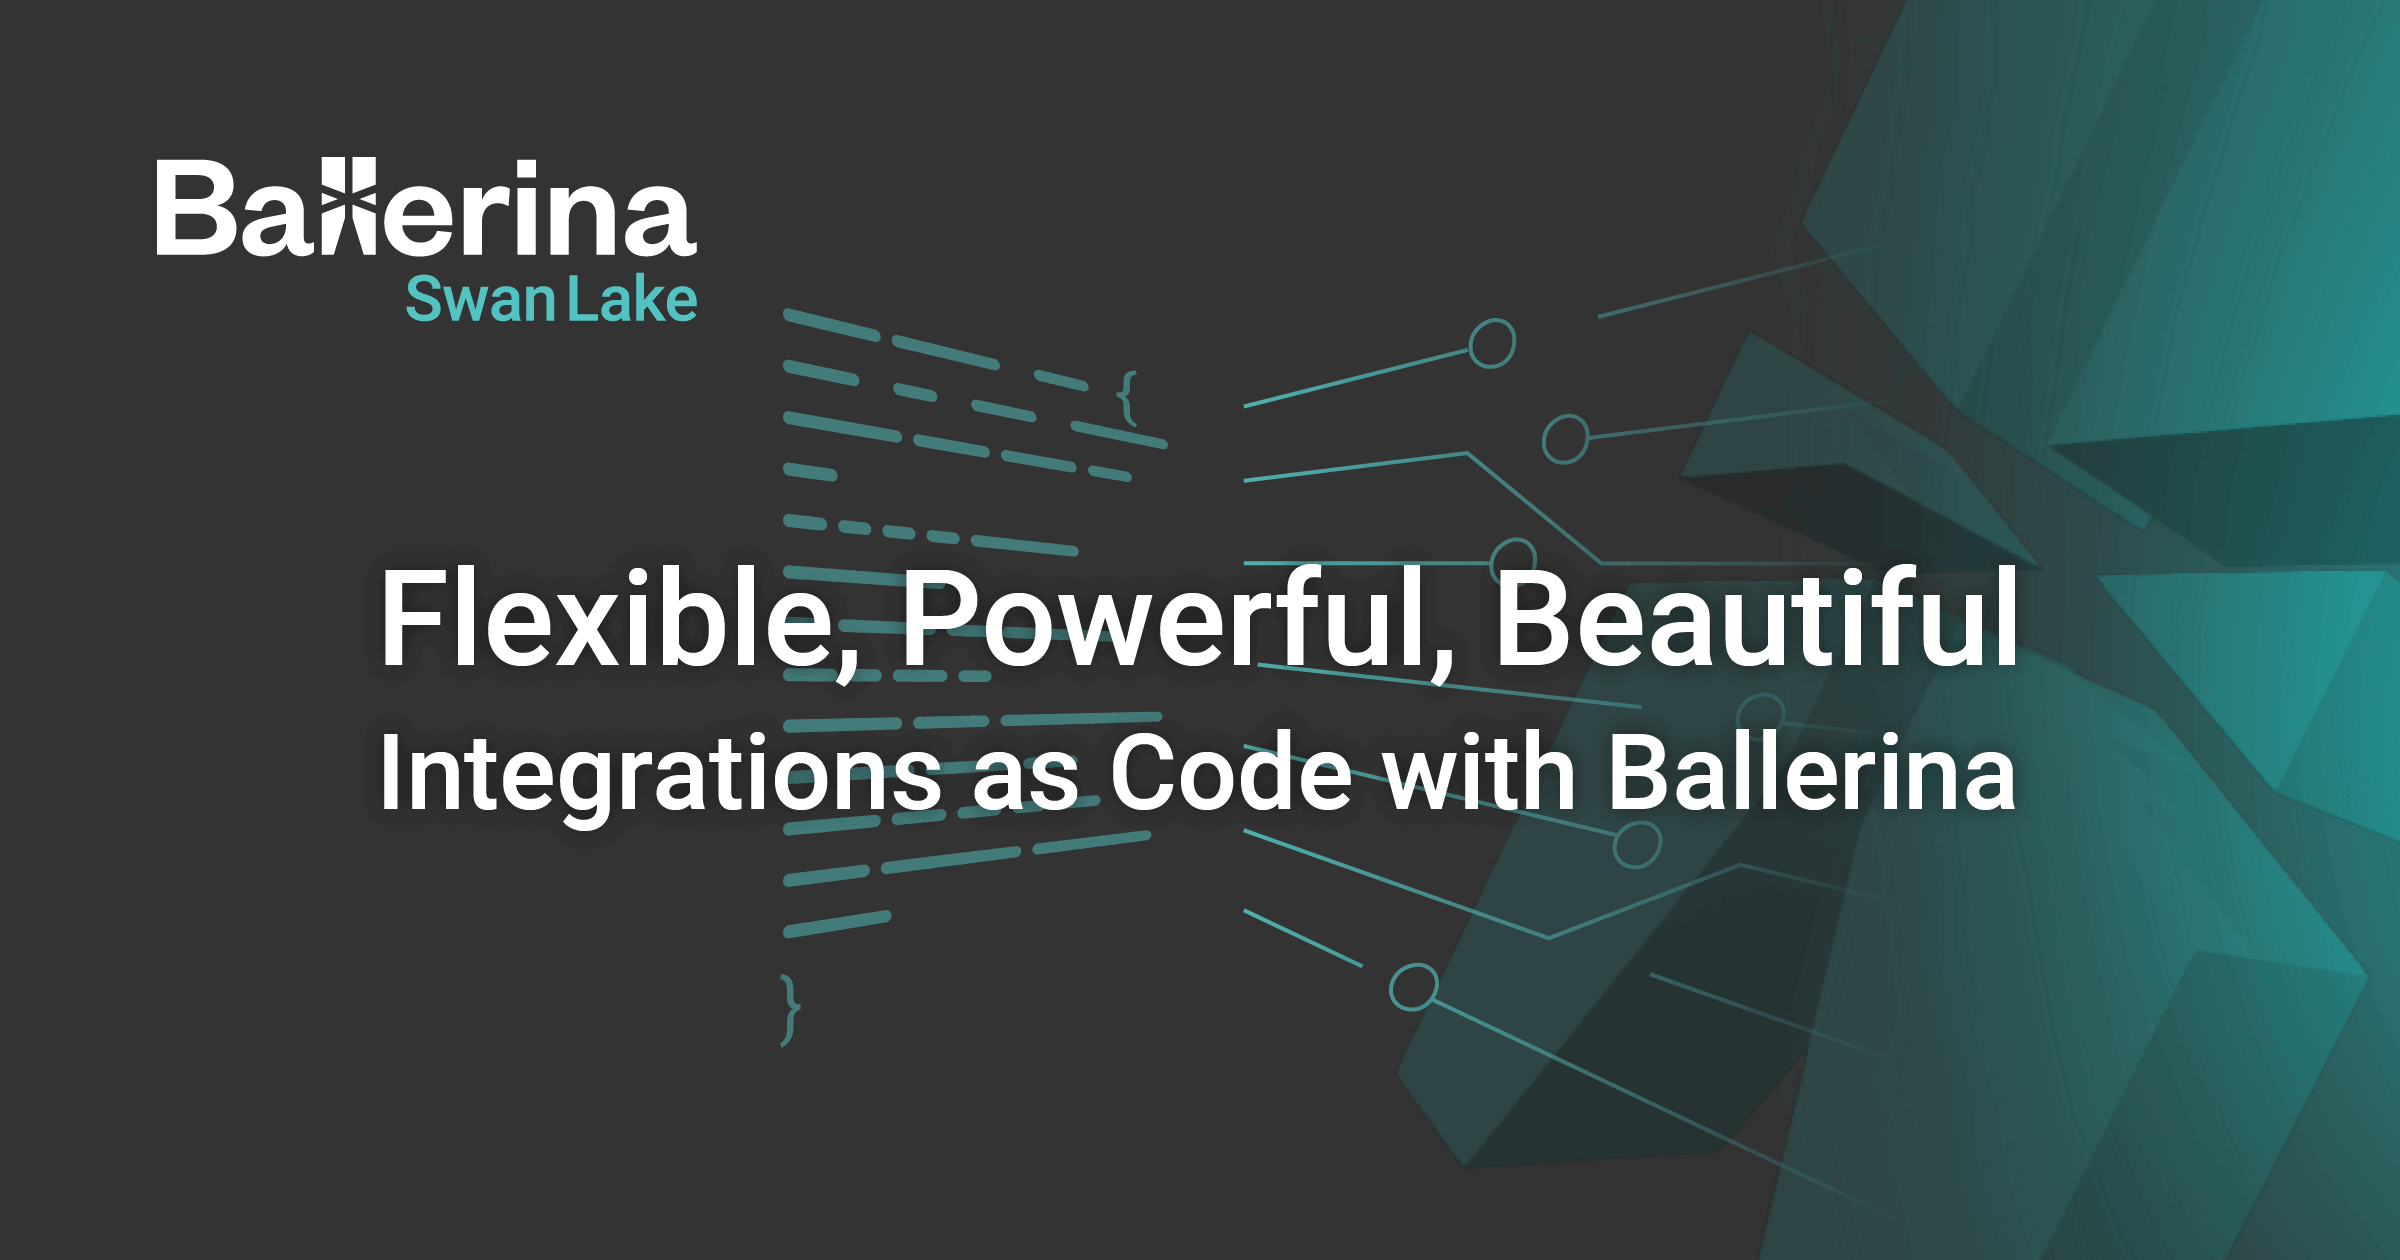 Ballerina
Swan Lake
{
Flexible, Powerful, Beautiful
Integrations as Code with Ballerina
}